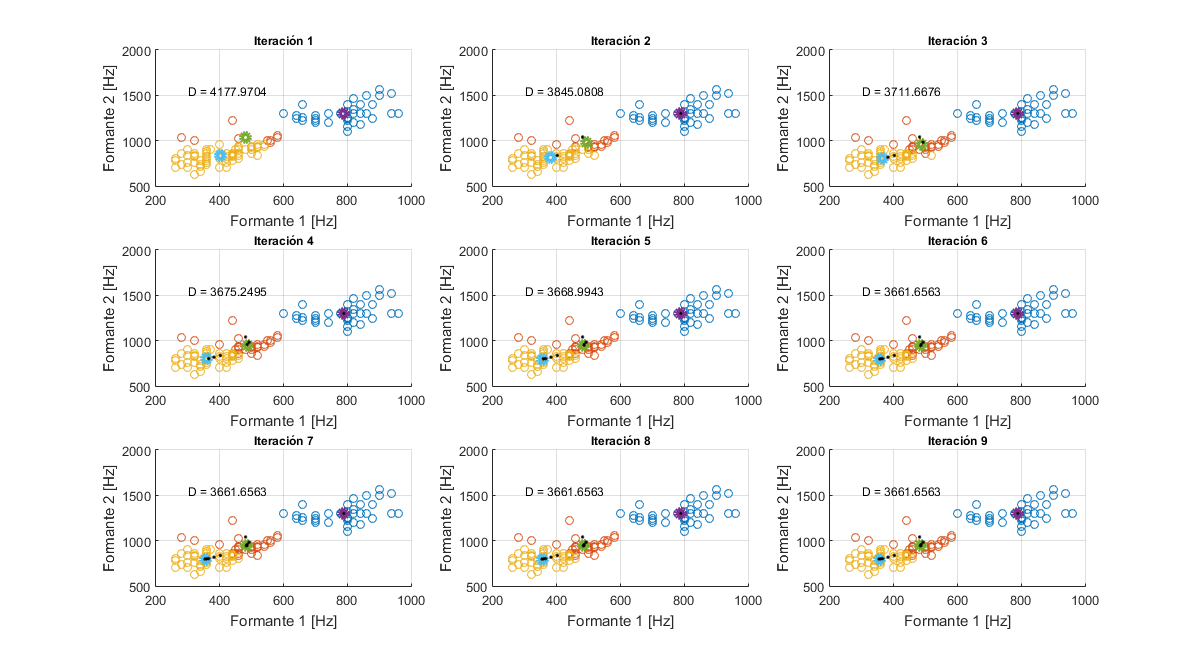 Iteración 1
Formante 2 [Hz]
2000
1500
1000
500
D = 4177.9704
200 400 600 800 1000
Formante 1 [Hz]
Iteración 2
Formante 2 [Hz]
2000
1500
1000
500
D = 3845.0808
200 400 600 800 1000
Formante 1 [Hz]
Iteración 3
Formante 2 [Hz]
2000
1500
1000
500
D = 3711.6676
200 400 600 800 1000
Formante 1 [Hz]
Iteración 4
Formante 2 [Hz]
2000
1500
1000
500
D = 3675.2495
200 400 600 800 1000
Formante 1 [Hz]
Iteración 5
Formante 2 [Hz]
2000
1500
1000
500
D = 3668.9943
200 400 600 800 1000
Formante 1 [Hz]
Iteración 6
Formante 2 [Hz]
2000
1500
1000
500
D = 3661.6563
200 400 600 800 1000
Formante 1 [Hz]
Iteración 7
Formante 2 [Hz]
2000
1500
1000
500
D = 3661.6563
200 400 600 800 1000
Formante 1 [Hz]
Iteración 8
Formante 2 [Hz]
2000
1500
1000
500
D = 3661.6563
200 400 600 800 1000
Formante 1 [Hz]
Iteración 9
Formante 2 [Hz]
2000
1500
1000
500
D = 3661.6563
200 400 600 800 1000
Formante 1 [Hz]